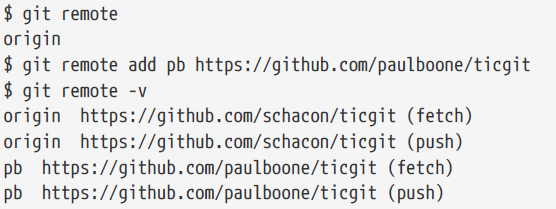 $ git remote
origin
$ git remote add pb https://github.com/paulboone/ticgit
$ git remote -v
origin  https://github.com/schacon/ticgit (fetch)
origin  https://github.com/schacon/ticgit (push)
pb  https://github.com/paulboone/ticgit (fetch)
pb  https://github.com/paulboone/ticgit (push)